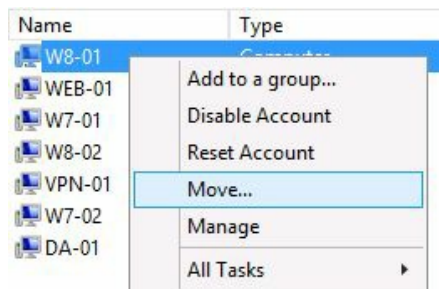 Name Type
W8-01 Computer
WEB-01 Add to a group...
W7-01 Disable Account
W8-02 Reset Account
VPN-01 Move...
W7-02 Manage
DA-01
All Tasks